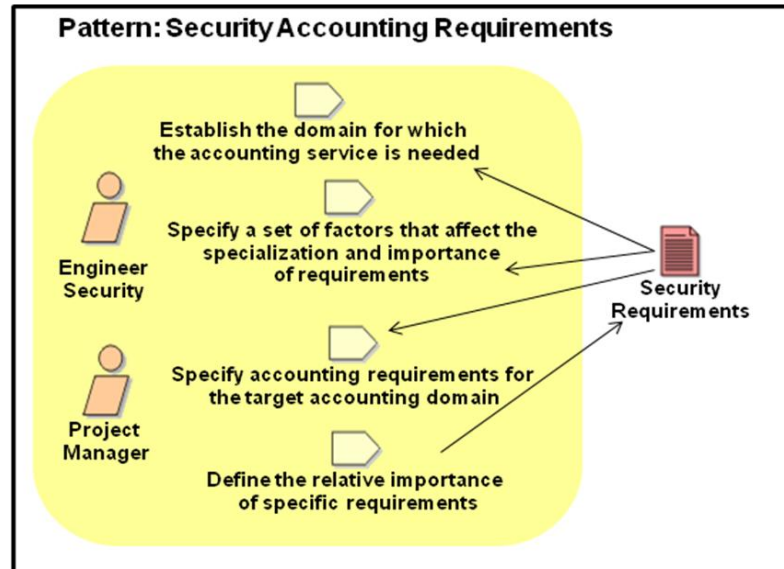 Pattern: Security Accounting Requirements
Establish the domain for which
the accounting service is needed
Specify a set of factors that affect the
specialization and importance
of requirements
Engineer
Security
Security
Requirements
Specify accounting requirements for
the target accounting domain
Project
Manager
Define the relative importance
of specific requirements